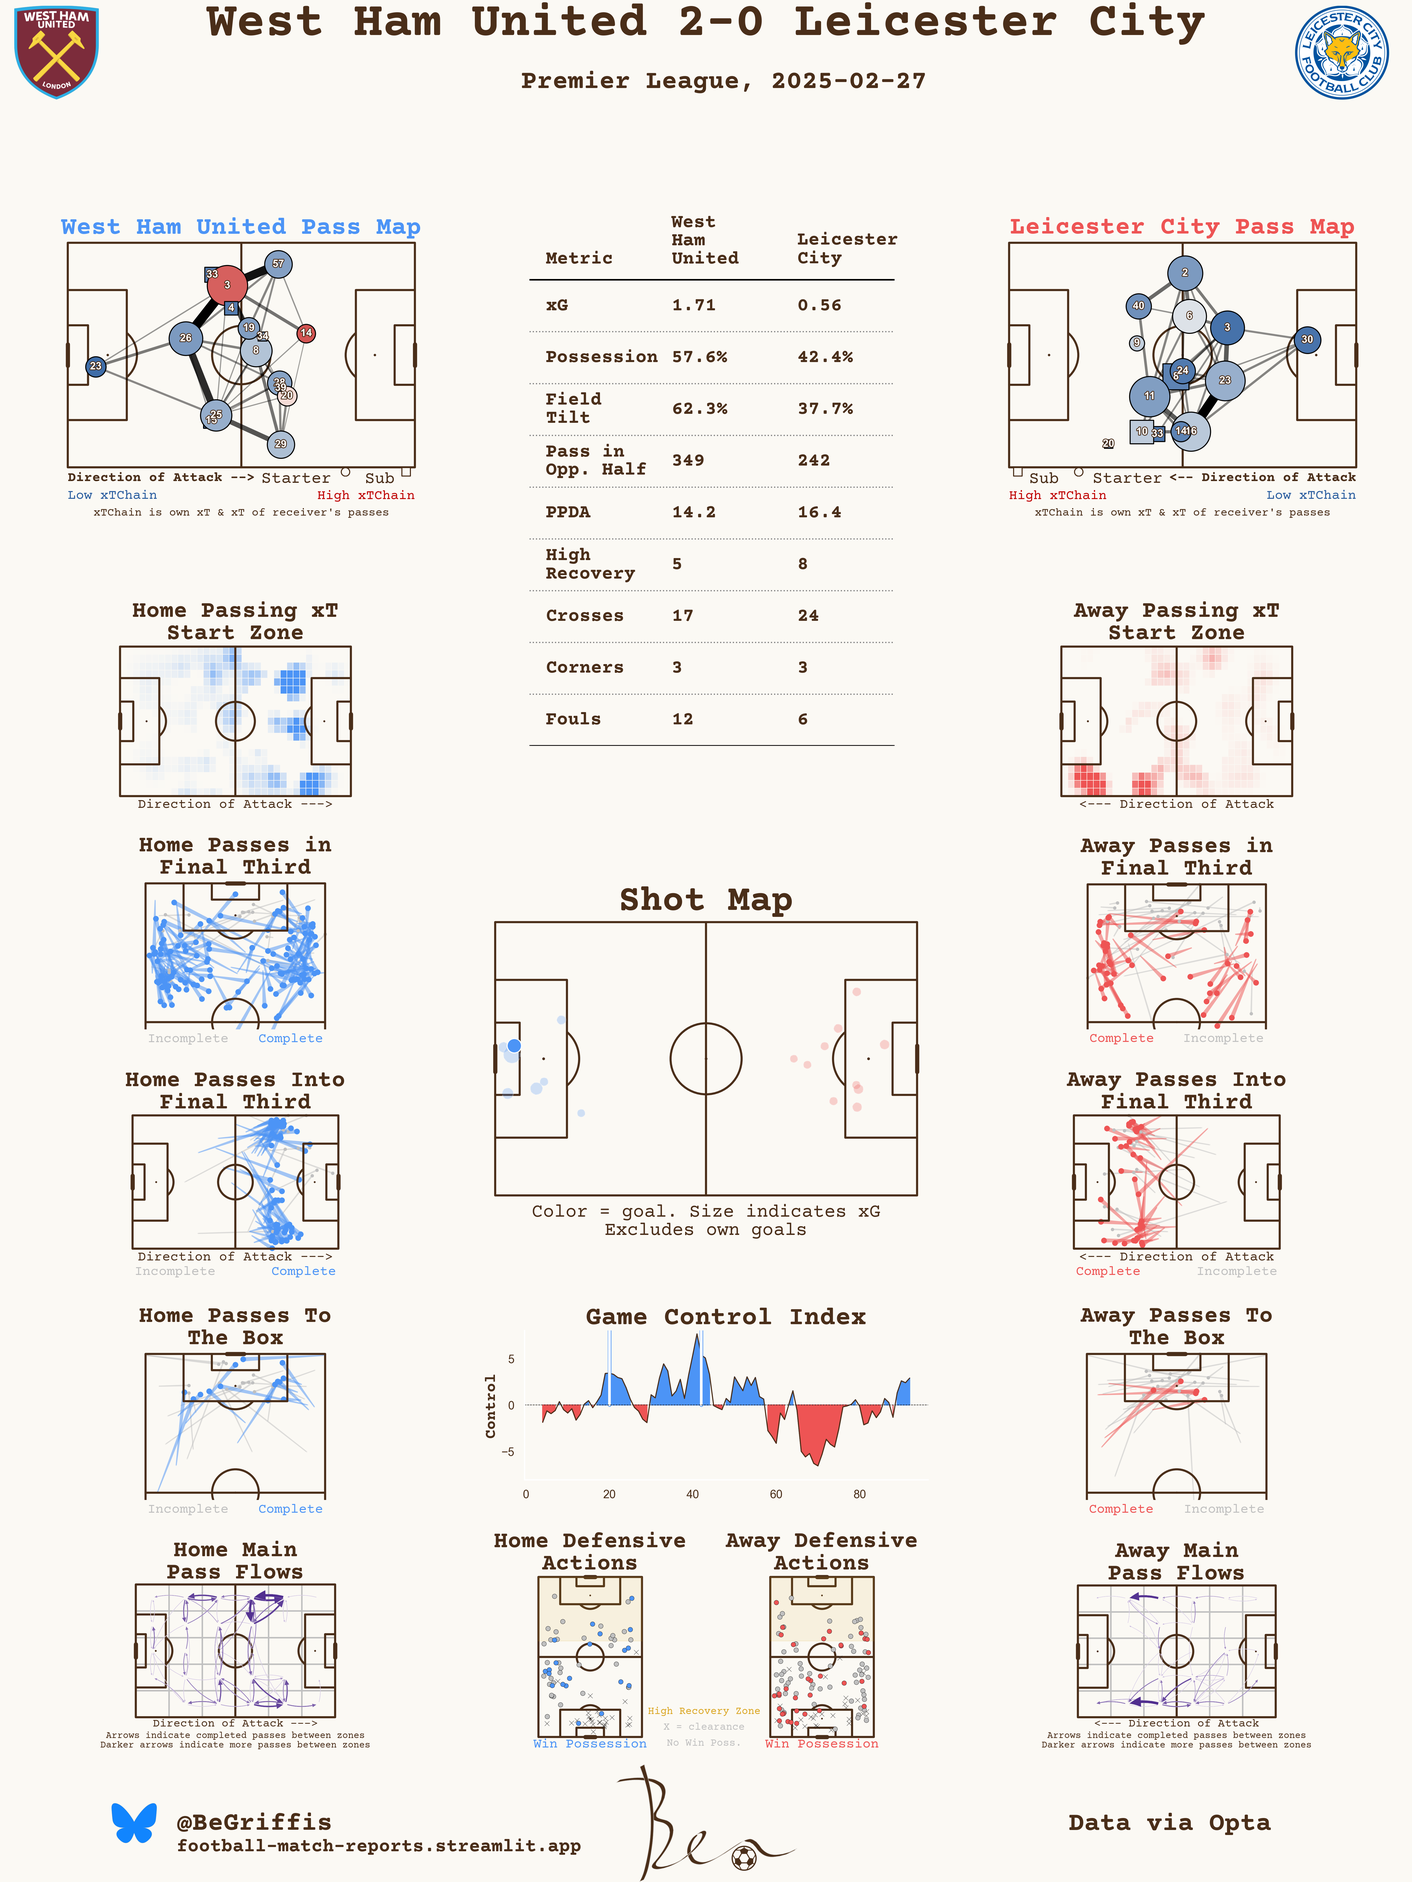 West Ham United 2-0 Leicester City
Premier League, 2025-02-27
WEST HAM
UNITED
LONDON
LEICESTER CITY
FOOTBALL CLUB
West Ham United Pass Map
33
57
3
4
19
34
14
26
8
23
39
20
25
29
Direction of Attack --> Starter Sub
Low xTChain High xTChain
xTChain is own xT & xT of receiver's passes
Metric West Ham United Leicester City
xG 1.71 0.56
Possession 57.6% 42.4%
Field Tilt 62.3% 37.7%
Pass in Opp. Half 349 242
PPDA 14.2 16.4
High Recovery 5 8
Crosses 17 24
Corners 3 3
Fouls 12 6
Leicester City Pass Map
2
40
6
3
9
30
24
23
11
10
33
14
16
20
Sub Starter <-- Direction of Attack
High xTChain Low xTChain
xTChain is own xT & xT of receiver's passes
Home Passing xT
Start Zone
Direction of Attack --->
Away Passing xT
Start Zone
<--- Direction of Attack
Home Passes in
Final Third
Incomplete Complete
Away Passes in
Final Third
Complete Incomplete
Shot Map
Color = goal. Size indicates xG
Excludes own goals
Home Passes Into
Final Third
Direction of Attack --->
Incomplete Complete
Away Passes Into
Final Third
<--- Direction of Attack
Complete Incomplete
Home Passes To
The Box
Incomplete Complete
Game Control Index
Control
5
0
−5
0 20 40 60 80
Away Passes To
The Box
Complete Incomplete
Home Main
Pass Flows
Direction of Attack --->
Arrows indicate completed passes between zones
Darker arrows indicate more passes between zones
Home Defensive
Actions
Win Possession
High Recovery Zone
X = clearance
No Win Poss.
Away Defensive
Actions
Win Possession
Away Main
Pass Flows
<--- Direction of Attack
Arrows indicate completed passes between zones
Darker arrows indicate more passes between zones
@BeGriffis
football-match-reports.streamlit.app
Ben
Data via Opta